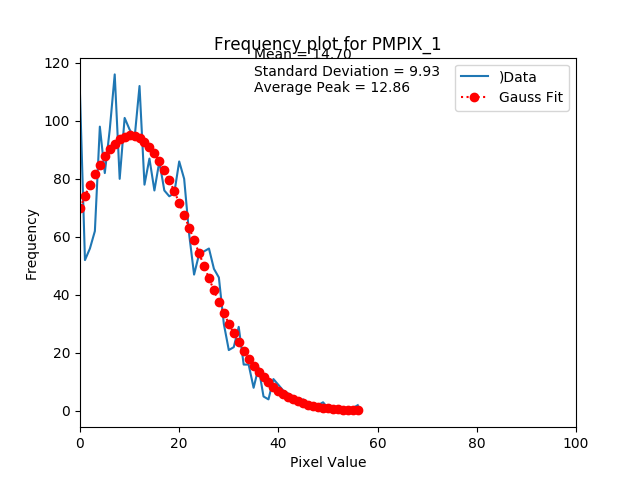 Frequency plot for PMPIX_1
Mean = 14.70
Standard Deviation = 9.93
Average Peak = 12.86
)Data
Gauss Fit
Frequency
120
100
80
60
40
20
0
0 20 40 60 80 100
Pixel Value